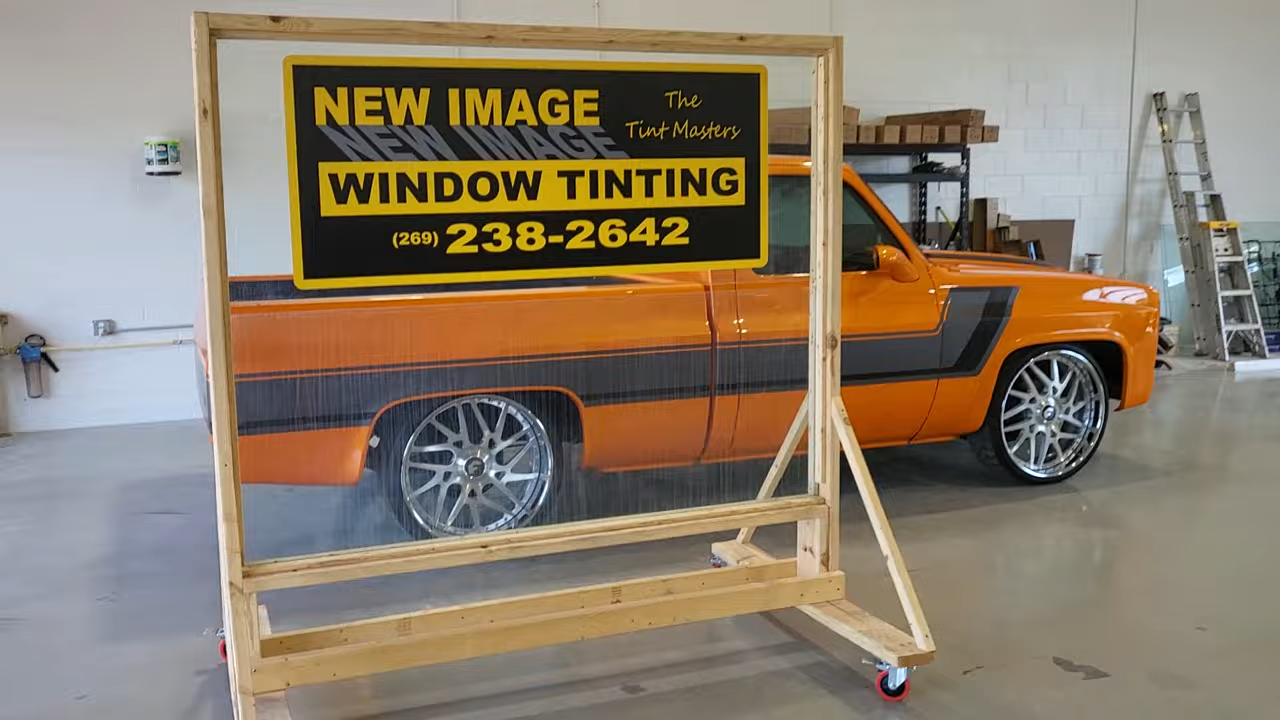 NEW IMAGE
NEW IMAGE
The
Tint Masters
WINDOW TINTING
(269) 238-2642